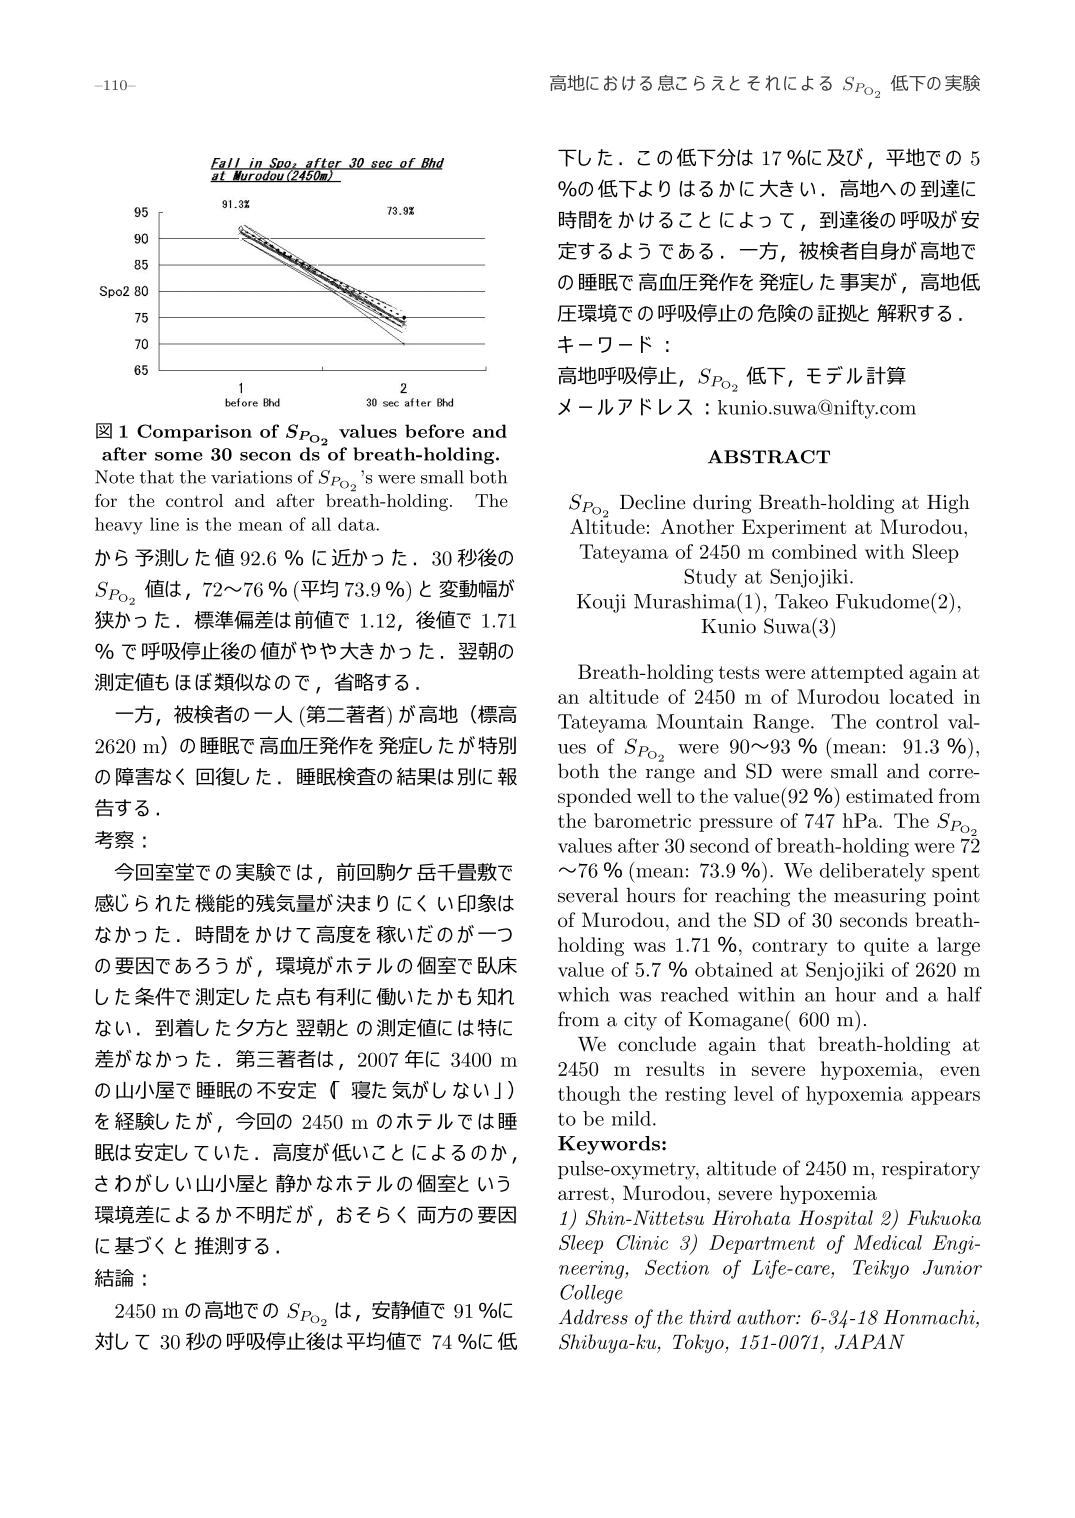 –110–
高地における息こらえとそれによる SPO2 低下の実験
Fall in Spo₂ after 30 sec of Bhd
at Murodou(2450m)
91.3%
73.9%
95
90
85
Spo2 80
75
70
65
1
2
before Bhd
30 sec after Bhd
図 1 Comparison of SPO2 values before and
after some 30 secon ds of breath-holding.
Note that the variations of SPO2's were small both
for the control and after breath-holding. The
heavy line is the mean of all data.
から予測した値 92.6 % に近かった．30 秒後の
SPO2 値は，72〜76 % (平均 73.9 %) と変動幅が
狭かった．標準偏差は前値で 1.12，後値で 1.71
% で呼吸停止後の値がやや大きかった．翌朝の
測定値もほぼ類似なので，省略する．
一方，被検者の一人 (第二著者) が高地（標高
2620 m）の睡眠で高血圧発作を発症したが特別
の障害なく回復した．睡眠検査の結果は別に報
告する．
考察：
今回室堂での実験では，前回駒ケ岳千畳敷で
感じられた機能的残気量が決まりにくい印象は
なかった．時間をかけて高度を稼いだのが一つ
の要因であろうが，環境がホテルの個室で臥床
した条件で測定した点も有利に働いたかも知れ
ない．到着した夕方と翌朝との測定値には特に
差がなかった．第三著者は，2007 年に 3400 m
の山小屋で睡眠の不安定（「寝た気がしない」）
を経験したが，今回の 2450 m のホテルでは睡
眠は安定していた．高度が低いことによるのか，
さわがしい山小屋と静かなホテルの個室という
環境差によるか不明だが，おそらく両方の要因
に基づくと推測する．
結論：
2450 m の高地での SPO2 は，安静値で 91 %に
対して 30 秒の呼吸停止後は平均値で 74 %に低
下した．この低下分は 17 %に及び，平地での 5
%の低下よりはるかに大きい．高地への到達に
時間をかけることによって，到達後の呼吸が安
定するようである．一方，被検者自身が高地で
の睡眠で高血圧発作を発症した事実が，高地低
圧環境での呼吸停止の危険の証拠と解釈する．
キーワード：
高地呼吸停止，SPO2 低下，モデル計算
メールアドレス：kunio.suwa@nifty.com
ABSTRACT
SPO2 Decline during Breath-holding at High
Altitude: Another Experiment at Murodou,
Tateyama of 2450 m combined with Sleep
Study at Senjojiki.
Kouji Murashima(1), Takeo Fukudome(2),
Kunio Suwa(3)
Breath-holding tests were attempted again at
an altitude of 2450 m of Murodou located in
Tateyama Mountain Range. The control val-
ues of SPO2 were 90〜93 % (mean: 91.3 %),
both the range and SD were small and corre-
sponded well to the value(92 %) estimated from
the barometric pressure of 747 hPa. The SPO2
values after 30 second of breath-holding were 72
〜76 % (mean: 73.9 %). We deliberately spent
several hours for reaching the measuring point
of Murodou, and the SD of 30 seconds breath-
holding was 1.71 %, contrary to quite a large
value of 5.7 % obtained at Senjojiki of 2620 m
which was reached within an hour and a half
from a city of Komagane( 600 m).
We conclude again that breath-holding at
2450 m results in severe hypoxemia, even
though the resting level of hypoxemia appears
to be mild.
Keywords:
pulse-oxymetry, altitude of 2450 m, respiratory
arrest, Murodou, severe hypoxemia
1) Shin-Nittetsu Hirohata Hospital 2) Fukuoka
Sleep Clinic 3) Department of Medical Engi-
neering, Section of Life-care, Teikyo Junior
College
Address of the third author: 6-34-18 Honmachi,
Shibuya-ku, Tokyo, 151-0071, JAPAN